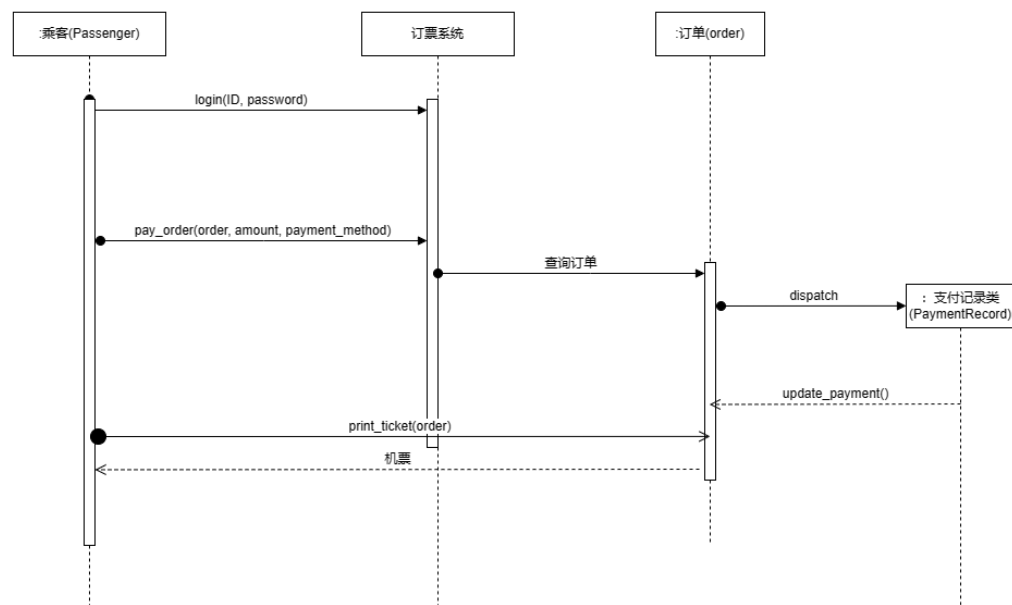 :乘客(Passenger)
订票系统
:订单(order)
login(ID, password)
pay_order(order, amount, payment_method)
查询订单
dispatch
：支付记录类
(PaymentRecord)
update_payment()
print_ticket(order)
机票